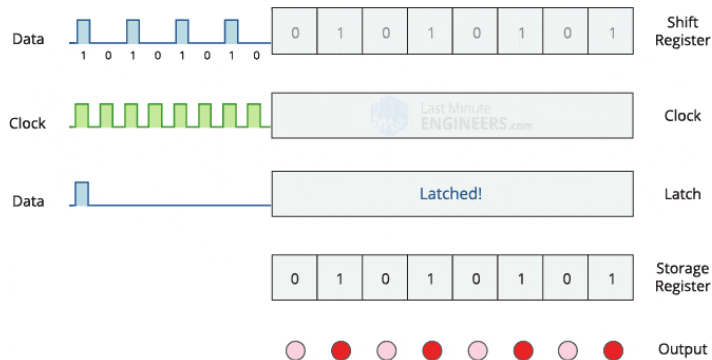 Data
1 0 1 0 1 0 1 0
0 1 0 1 0 1 0 1
Shift
Register
Clock
Last Minute
ENGINEERS.com
Clock
Data
Latched!
Latch
0 1 0 1 0 1 0 1
Storage
Register
Output